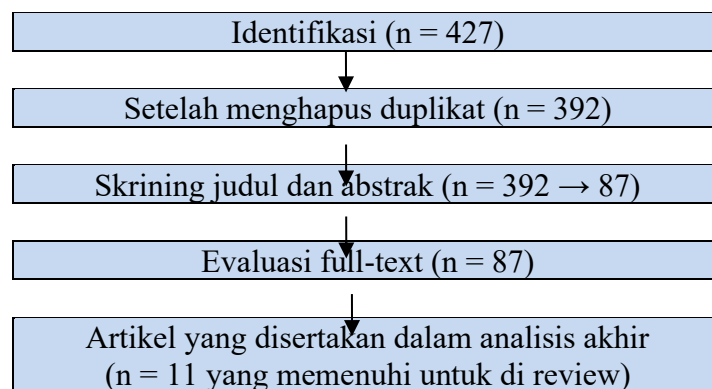 Identifikasi (n = 427)
Setelah menghapus duplikat (n = 392)
Skrining judul dan abstrak (n = 392 → 87)
Evaluasi full-text (n = 87)
Artikel yang disertakan dalam analisis akhir
(n = 11 yang memenuhi untuk di review)